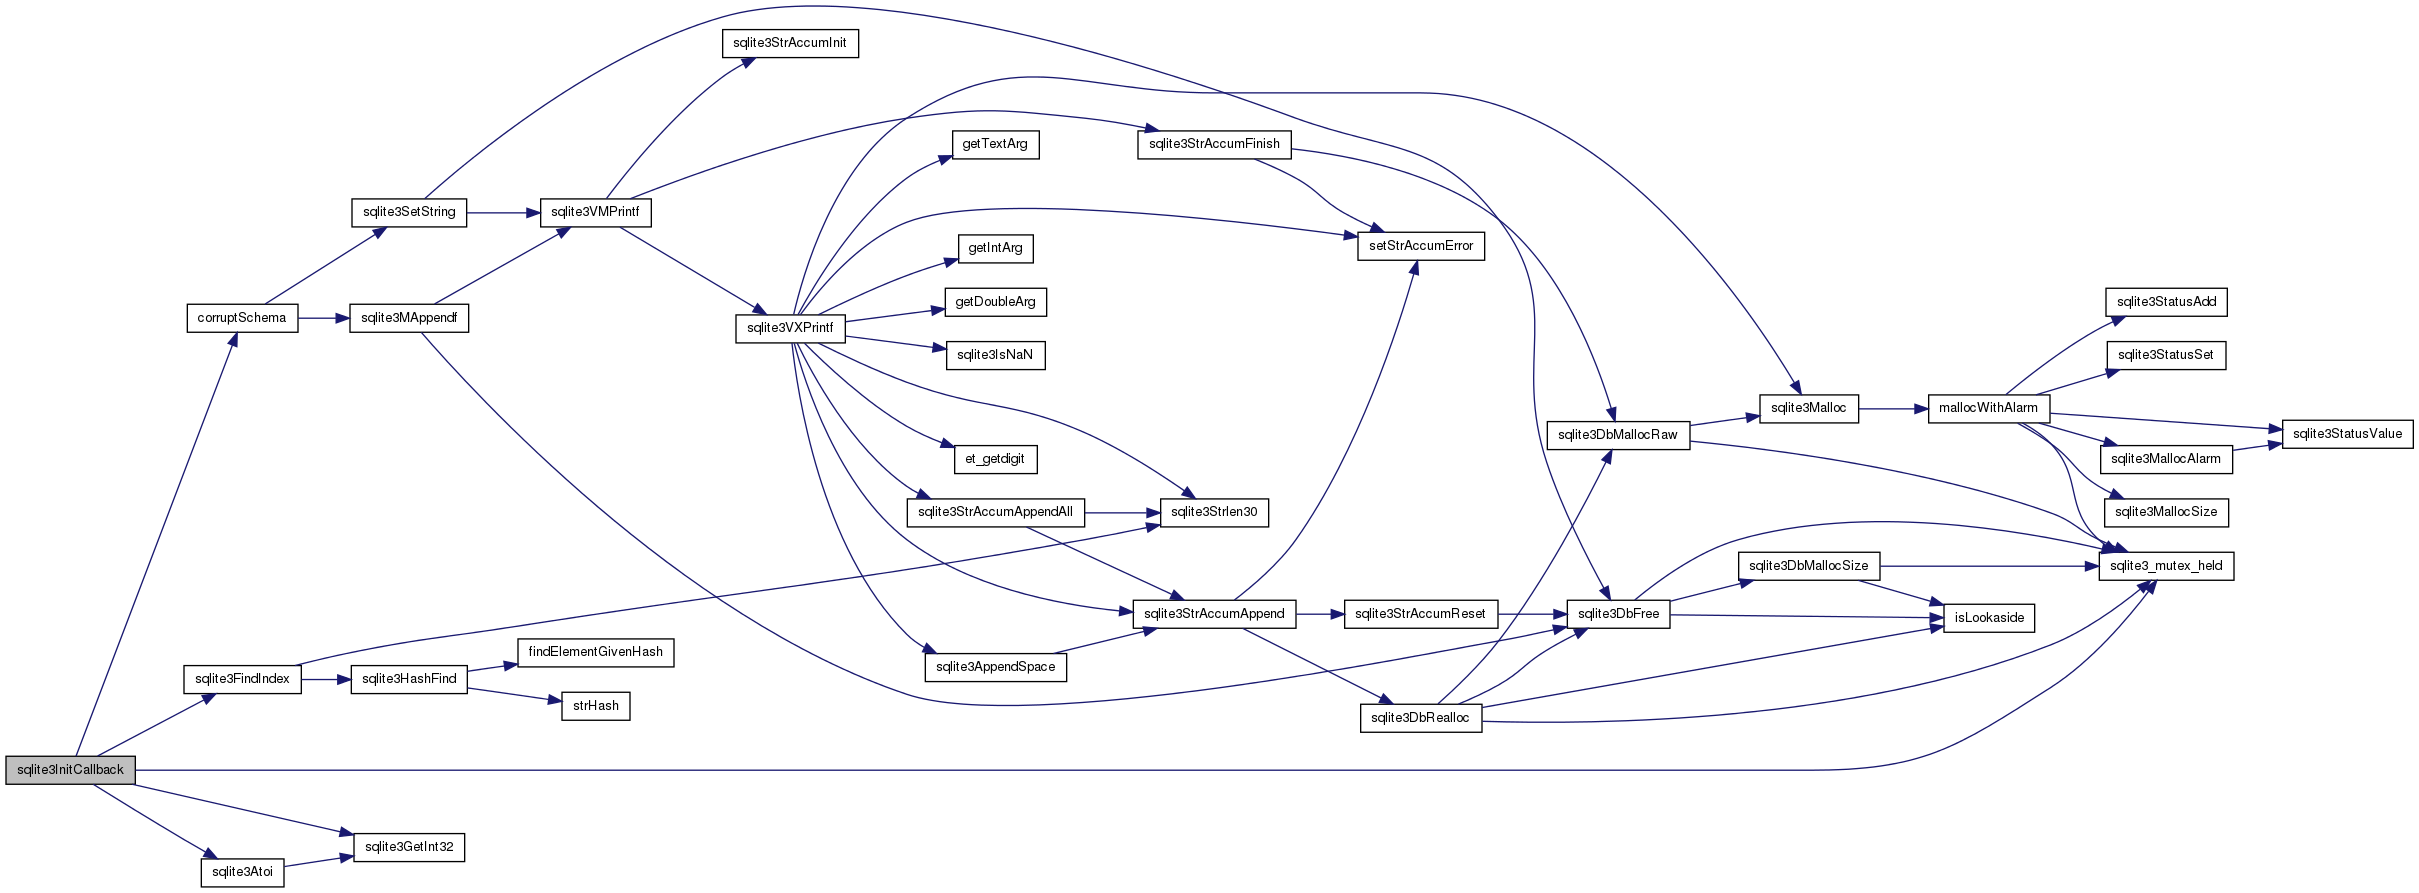 sqlite3StrAccumInit
getTextArg
sqlite3StrAccumFinish
sqlite3SetString
sqlite3VMPrintf
getIntArg
setStrAccumError
getDoubleArg
sqlite3StatusAdd
corruptSchema
sqlite3MAppendf
sqlite3VXPrintf
sqlite3IsNaN
sqlite3StatusSet
sqlite3Malloc
mallocWithAlarm
sqlite3DbMallocRaw
sqlite3StatusValue
et_getdigit
sqlite3MallocAlarm
sqlite3StrAccumAppendAll
sqlite3Strlen30
sqlite3MallocSize
sqlite3DbMallocSize
sqlite3_mutex_held
sqlite3StrAccumAppend
sqlite3StrAccumReset
sqlite3DbFree
isLookaside
findElementGivenHash
sqlite3AppendSpace
sqlite3FindIndex
sqlite3HashFind
strHash
sqlite3DbRealloc
sqlite3InitCallback
sqlite3GetInt32
sqlite3Atoi